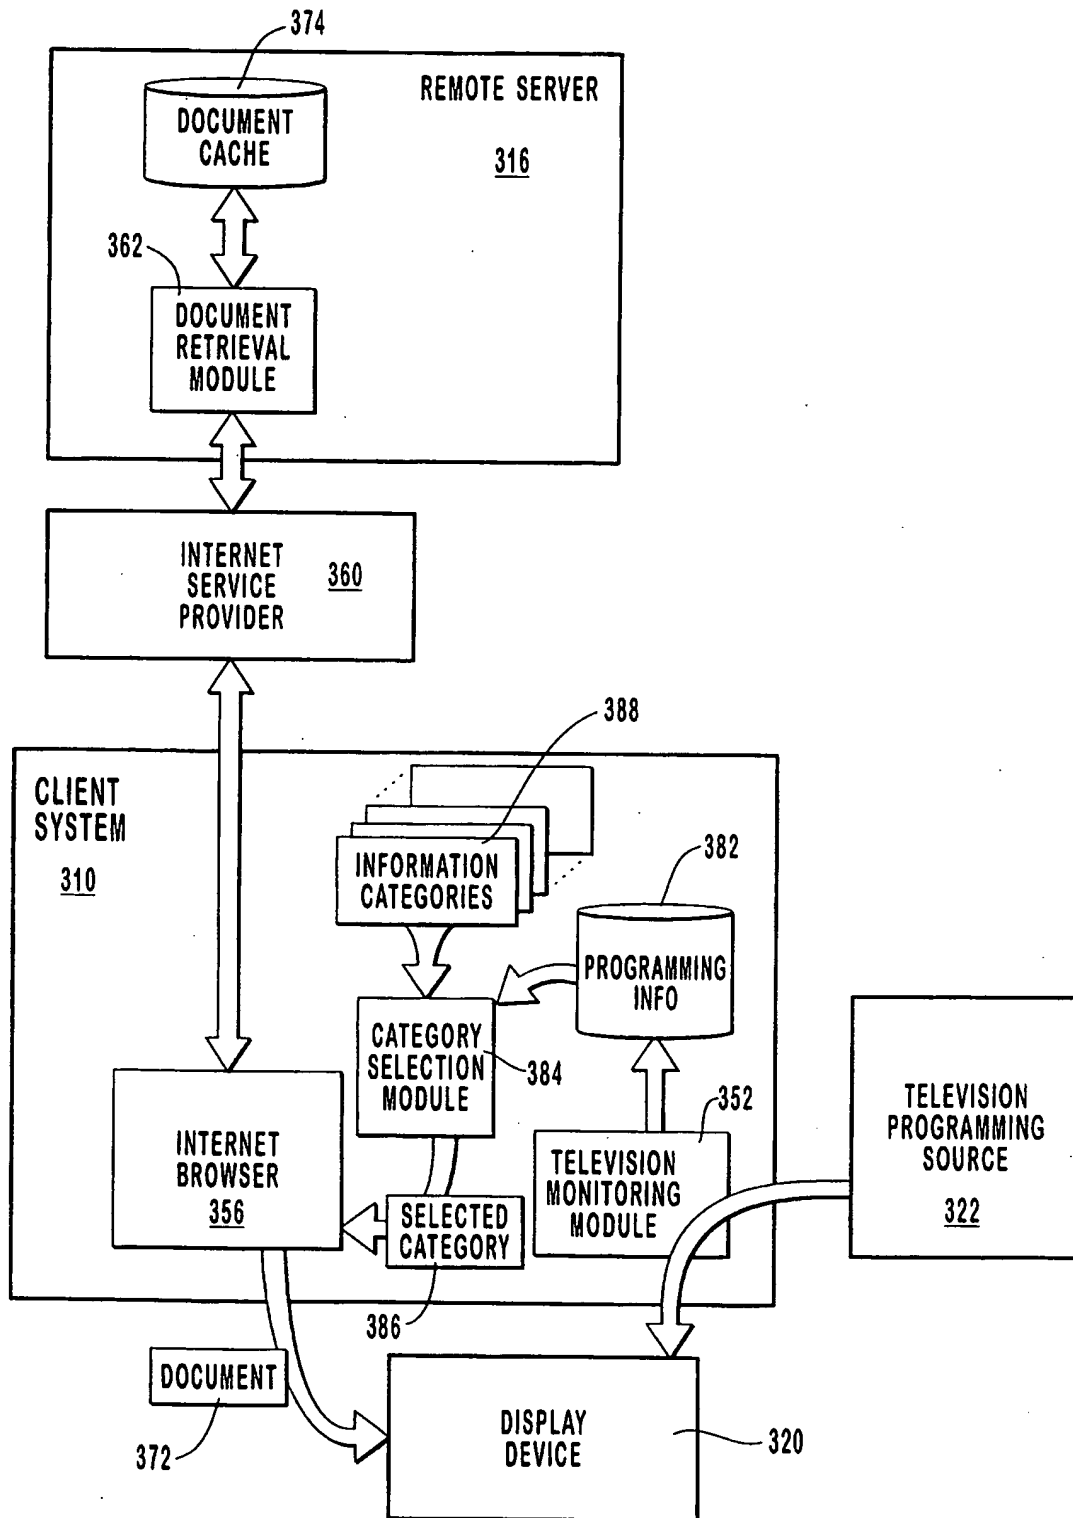 374
REMOTE SERVER
316
DOCUMENT
CACHE
362
DOCUMENT
RETRIEVAL
MODULE
INTERNET
SERVICE
PROVIDER
360
388
CLIENT
SYSTEM
310
INFORMATION
CATEGORIES
382
PROGRAMMING
INFO
CATEGORY
SELECTION
MODULE
384
352
TELEVISION
PROGRAMMING
SOURCE
322
INTERNET
BROWSER
356
TELEVISION
MONITORING
MODULE
SELECTED
CATEGORY
386
DOCUMENT
372
DISPLAY
DEVICE
320